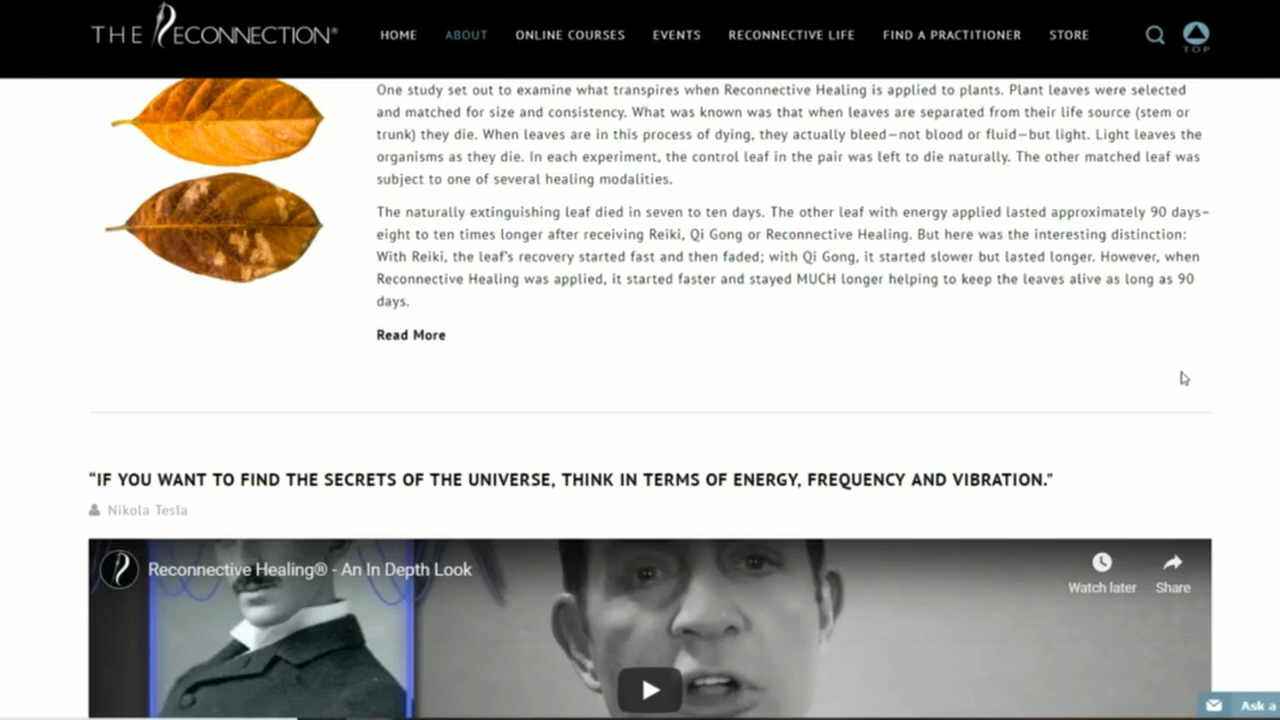 THE RECONNECTION®
HOME ABOUT ONLINE COURSES EVENTS RECONNECTIVE LIFE FIND A PRACTITIONER STORE
TOP
One study set out to examine what transpires when Reconnective Healing is applied to plants. Plant leaves were selected
and matched for size and consistency. What was known was that when leaves are separated from their life source (stem or
trunk) they die. When leaves are in this process of dying, they actually bleed—not blood or fluid—but light. Light leaves the
organisms as they die. In each experiment, the control leaf in the pair was left to die naturally. The other matched leaf was
subject to one of several healing modalities.
The naturally extinguishing leaf died in seven to ten days. The other leaf with energy applied lasted approximately 90 days–
eight to ten times longer after receiving Reiki, Qi Gong or Reconnective Healing. But here was the interesting distinction:
With Reiki, the leaf's recovery started fast and then faded; with Qi Gong, it started slower but lasted longer. However, when
Reconnective Healing was applied, it started faster and stayed MUCH longer helping to keep the leaves alive as long as 90
days.
Read More
“IF YOU WANT TO FIND THE SECRETS OF THE UNIVERSE, THINK IN TERMS OF ENERGY, FREQUENCY AND VIBRATION."
Nikola Tesla
Reconnective Healing® - An In Depth Look
Watch later Share
Ask a